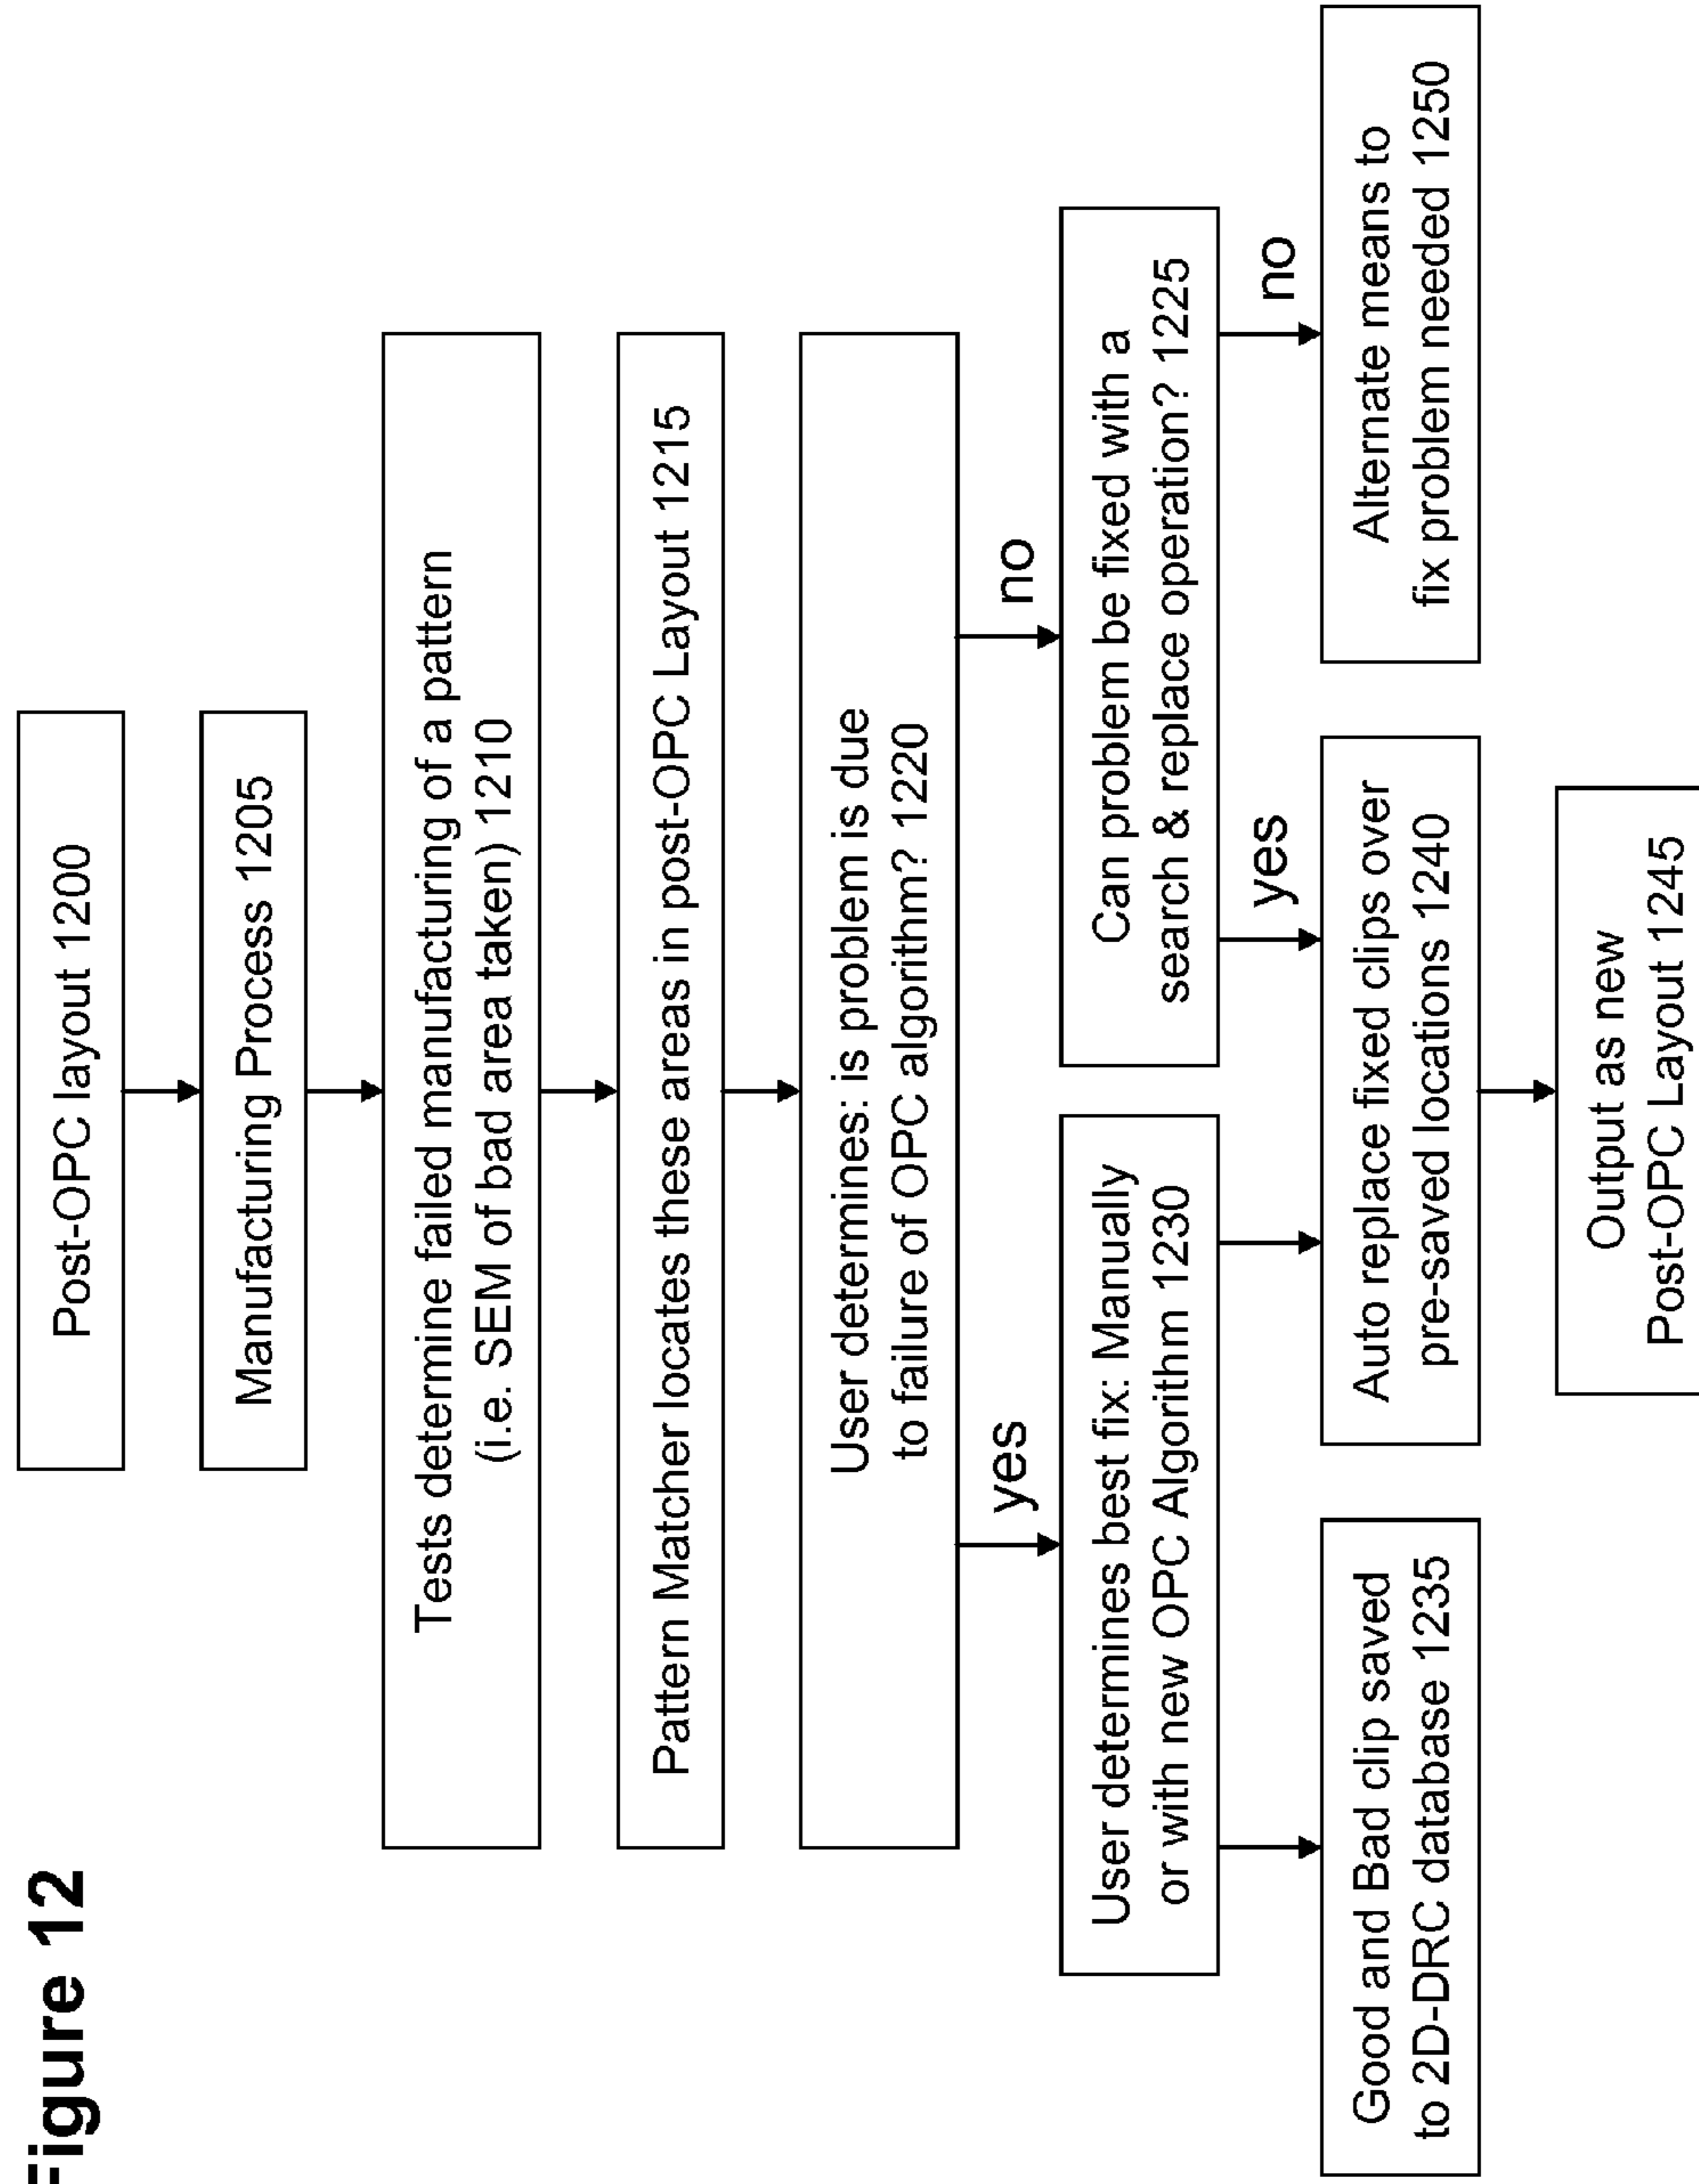 Figure 12
Post-OPC layout 1200
Manufacturing Process 1205
Tests determine failed manufacturing of a pattern
(i.e. SEM of bad area taken) 1210
Pattern Matcher locates these areas in post-OPC Layout 1215
User determines: is problem is due
to failure of OPC algorithm? 1220
yes
no
User determines best fix: Manually
or with new OPC Algorithm 1230
Can problem be fixed with a
search & replace operation? 1225
yes
no
Good and Bad clip saved
to 2D-DRC database 1235
Auto replace fixed clips over
pre-saved locations 1240
Alternate means to
fix problem needed 1250
Output as new
Post-OPC Layout 1245